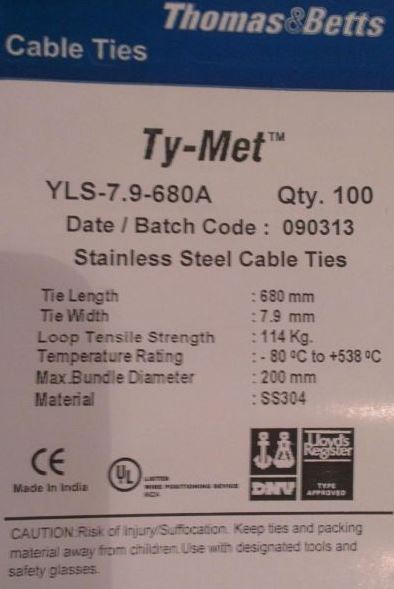 Thomas&Betts
Cable Ties
Ty-Met™
YLS-7.9-680A Qty. 100
Date / Batch Code : 090313
Stainless Steel Cable Ties
Tie Length : 680 mm
Tie Width : 7.9 mm
Loop Tensile Strength : 114 Kg.
Temperature Rating : - 80 ºC to +538 ºC
Max.Bundle Diameter : 200 mm
Material : SS304
CE
Made In India
UL
LISTED
WIRE POSITIONING DEVICE
DNV
Lloyd's
Register
TYPE
APPROVED
CAUTION:Risk of Injury/Suffocation. Keep ties and packing
material away from children.Use with designated tools and
safety glasses.